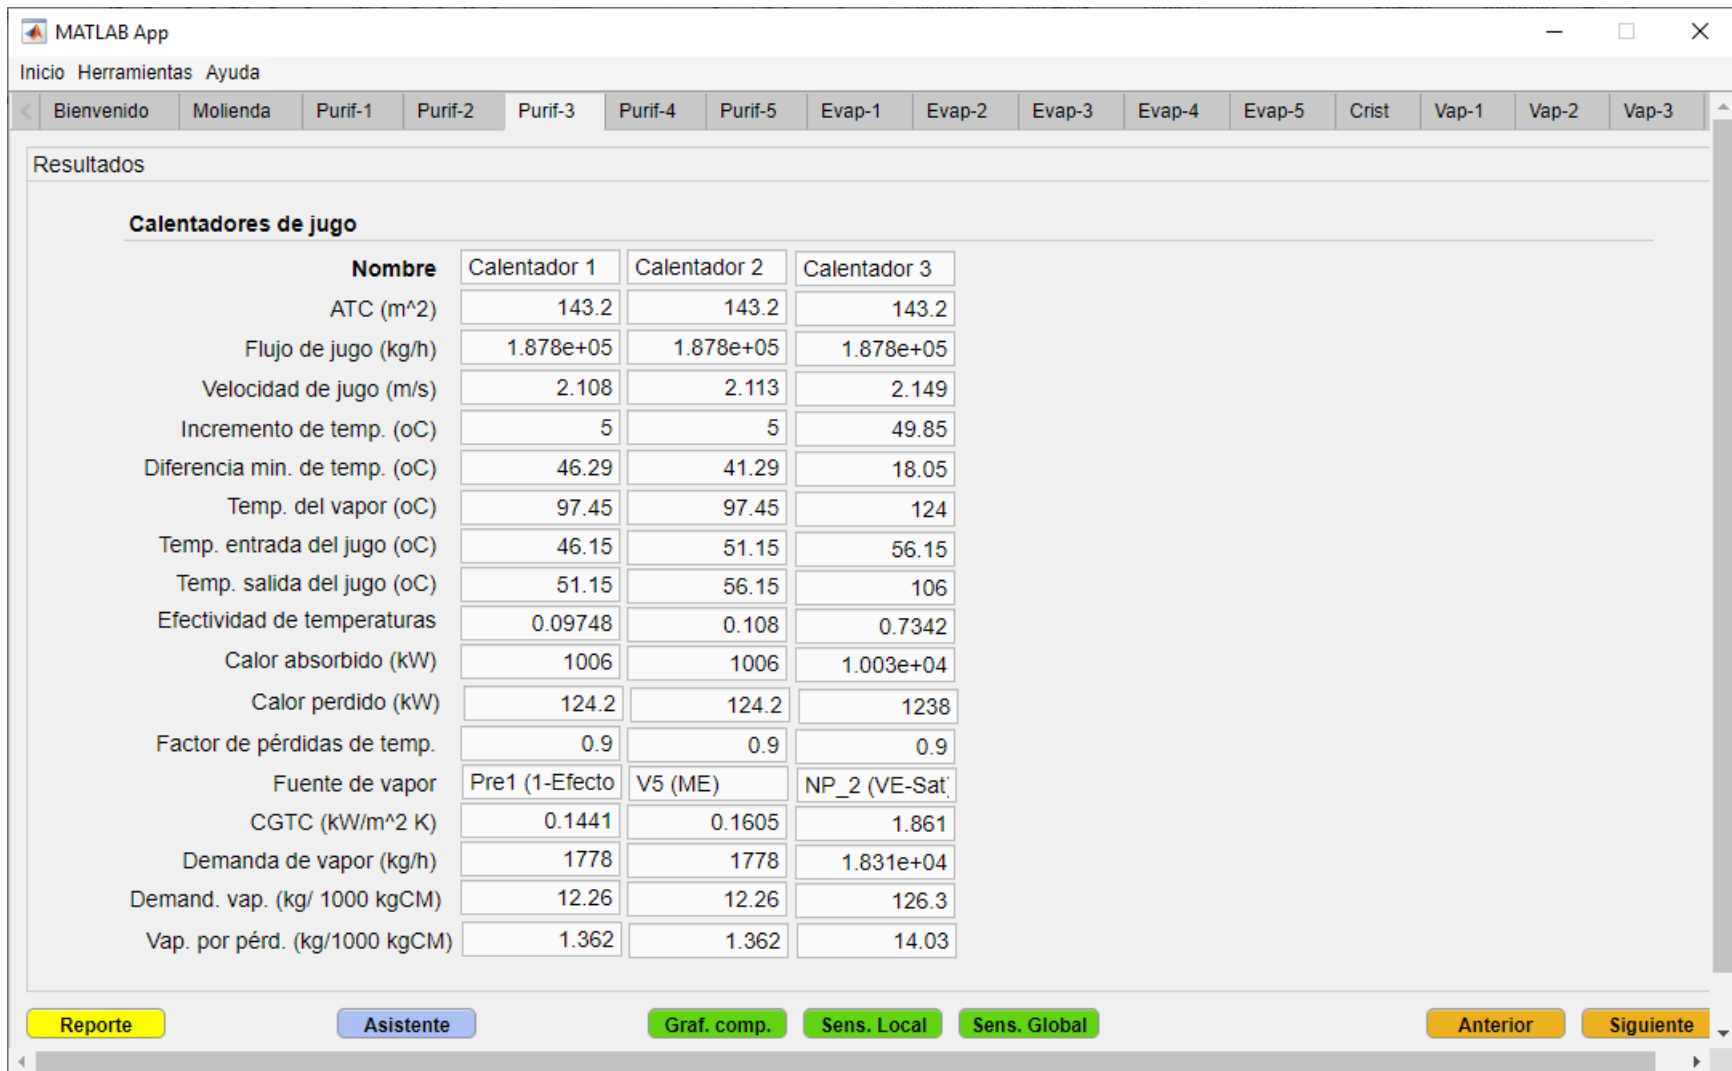 MATLAB App
Inicio Herramientas Ayuda
Bienvenido Molienda Purif-1 Purif-2 Purif-3 Purif-4 Purif-5 Evap-1 Evap-2 Evap-3 Evap-4 Evap-5 Crist Vap-1 Vap-2 Vap-3
Resultados
Calentadores de jugo
Nombre Calentador 1 Calentador 2 Calentador 3
ATC (m^2) 143.2 143.2 143.2
Flujo de jugo (kg/h) 1.878e+05 1.878e+05 1.878e+05
Velocidad de jugo (m/s) 2.108 2.113 2.149
Incremento de temp. (oC) 5 5 49.85
Diferencia min. de temp. (oC) 46.29 41.29 18.05
Temp. del vapor (oC) 97.45 97.45 124
Temp. entrada del jugo (oC) 46.15 51.15 56.15
Temp. salida del jugo (oC) 51.15 56.15 106
Efectividad de temperaturas 0.09748 0.108 0.7342
Calor absorbido (kW) 1006 1006 1.003e+04
Calor perdido (kW) 124.2 124.2 1238
Factor de pérdidas de temp. 0.9 0.9 0.9
Fuente de vapor Pre1 (1-Efecto V5 (ME) NP_2 (VE-Sat)
CGTC (kW/m^2 K) 0.1441 0.1605 1.861
Demanda de vapor (kg/h) 1778 1778 1.831e+04
Demand. vap. (kg/ 1000 kgCM) 12.26 12.26 126.3
Vap. por pérd. (kg/1000 kgCM) 1.362 1.362 14.03
Reporte Asistente Graf. comp. Sens. Local Sens. Global Anterior Siguiente